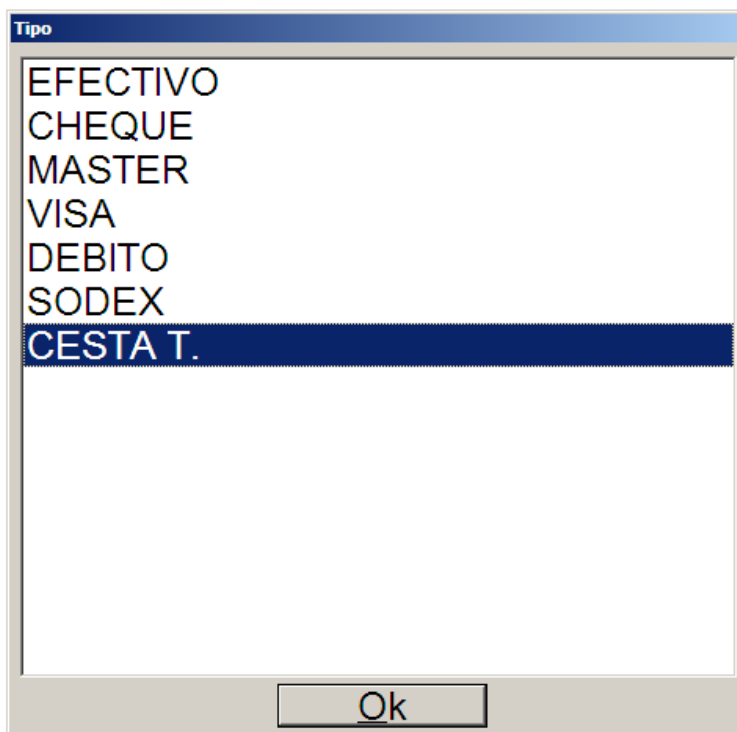 Tipo
EFECTIVO
CHEQUE
MASTER
VISA
DEBITO
SODEX
CESTA T.
Ok